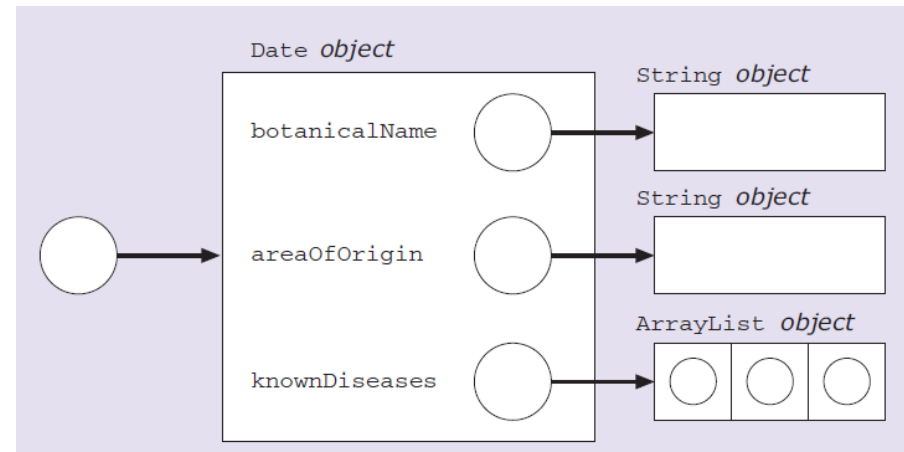 Date object
String object
botanicalName
String object
areaOfOrigin
ArrayList object
knownDiseases